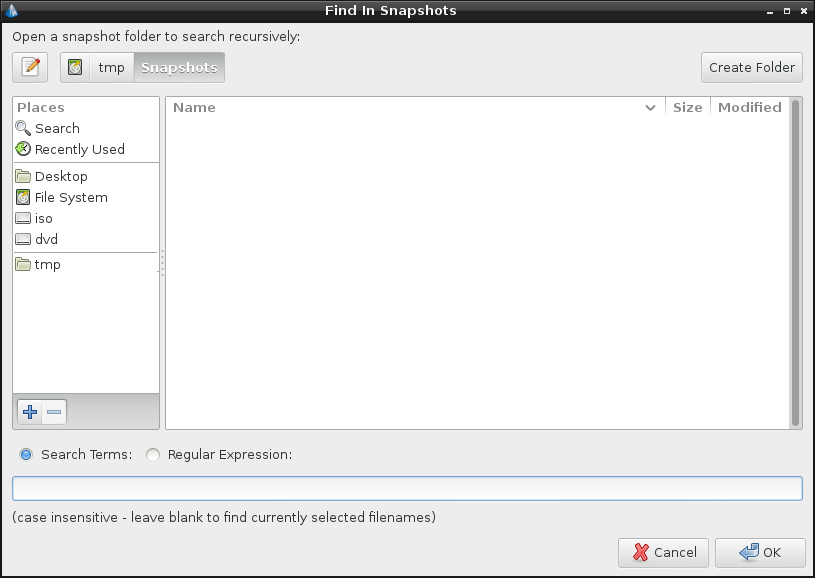 Find In Snapshots
Open a snapshot folder to search recursively:
tmp Snapshots Create Folder
Places
Search
Recently Used
Desktop
File System
iso
dvd
tmp
Name Size Modified
Search Terms: Regular Expression:
(case insensitive - leave blank to find currently selected filenames)
Cancel OK